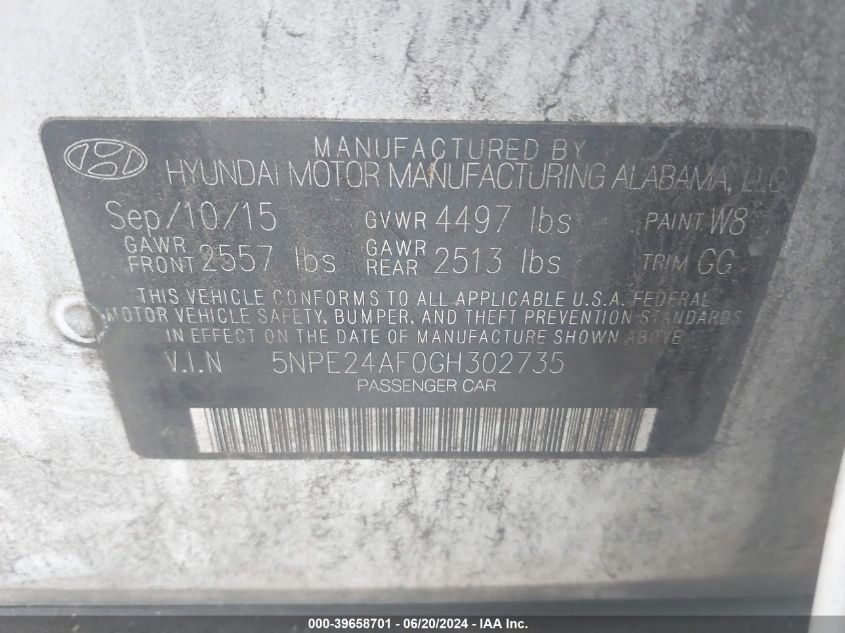 MANUFACTURED BY
HYUNDAI MOTOR MANUFACTURING ALABAMA, LLC
Sep/10/15 GVWR 4497 lbs PAINT W8
GAWR FRONT 2557 lbs GAWR REAR 2513 lbs TRIM GG
THIS VEHICLE CONFORMS TO ALL APPLICABLE U.S.A. FEDERAL
MOTOR VEHICLE SAFETY, BUMPER, AND THEFT PREVENTION STANDARDS
IN EFFECT ON THE DATE OF MANUFACTURE SHOWN ABOVE.
V.I.N 5NPE24AF0GH302735
PASSENGER CAR
000-39658701 - 06/20/2024 - IAA Inc.